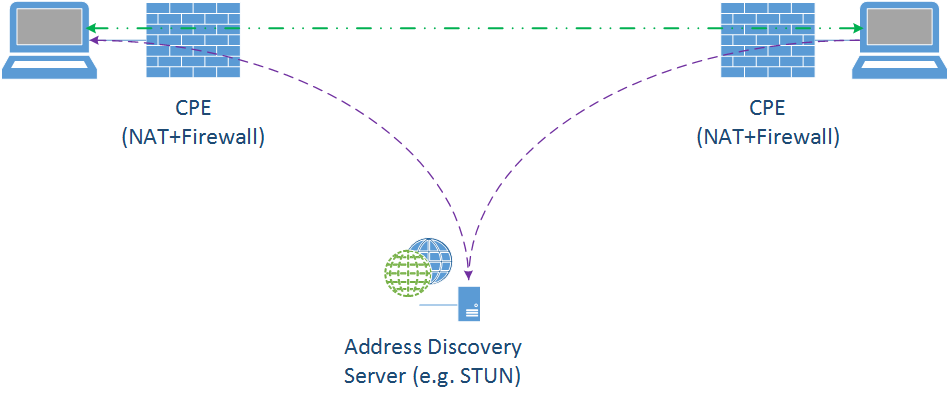 CPE
(NAT+Firewall)
CPE
(NAT+Firewall)
Address Discovery
Server (e.g. STUN)